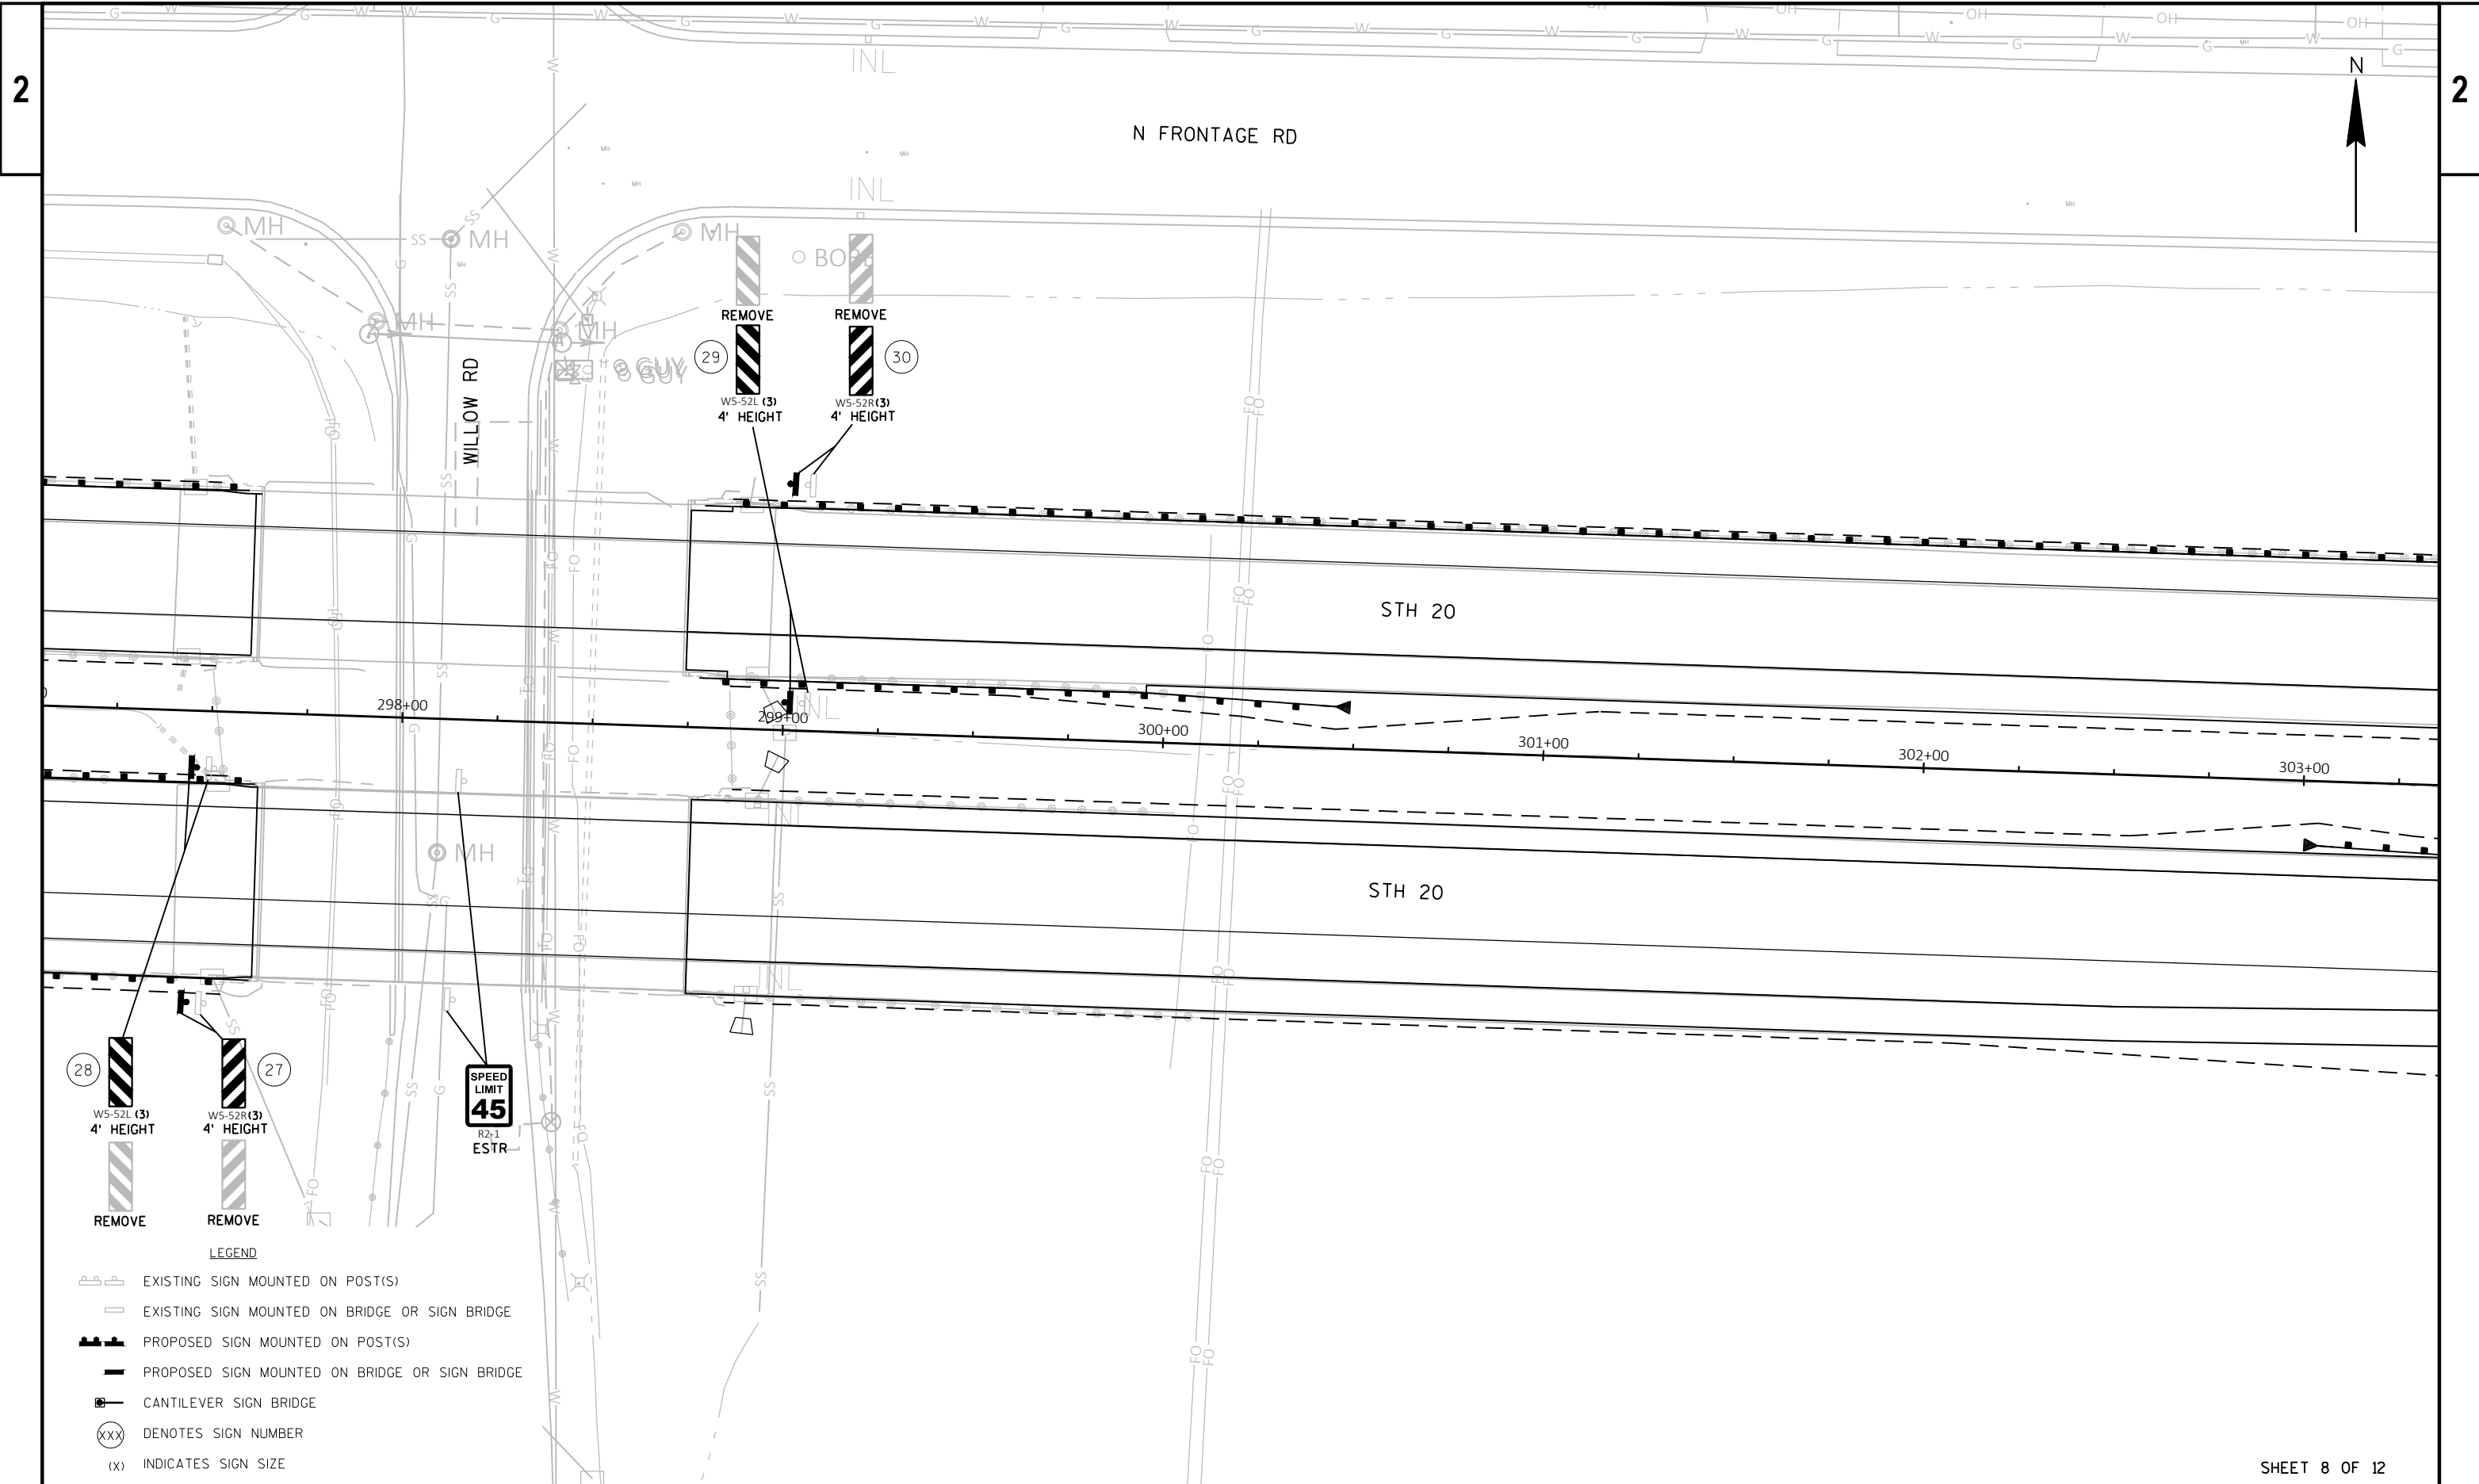 2
2
N
N FRONTAGE RD
INL
INL
MH
MH
MH
MH
MH
GUY
GUY
WILLOW RD
REMOVE
REMOVE
29
30
W5-52L (3)
4' HEIGHT
W5-52R(3)
4' HEIGHT
STH 20
298+00
299+00
300+00
301+00
302+00
303+00
INL
MH
STH 20
INL
28
27
W5-52L (3)
4' HEIGHT
W5-52R(3)
4' HEIGHT
REMOVE
REMOVE
SPEED
LIMIT
45
R2-1
ESTR
LEGEND
EXISTING SIGN MOUNTED ON POST(S)
EXISTING SIGN MOUNTED ON BRIDGE OR SIGN BRIDGE
PROPOSED SIGN MOUNTED ON POST(S)
PROPOSED SIGN MOUNTED ON BRIDGE OR SIGN BRIDGE
CANTILEVER SIGN BRIDGE
XXX DENOTES SIGN NUMBER
(X) INDICATES SIGN SIZE
SHEET 8 OF 12